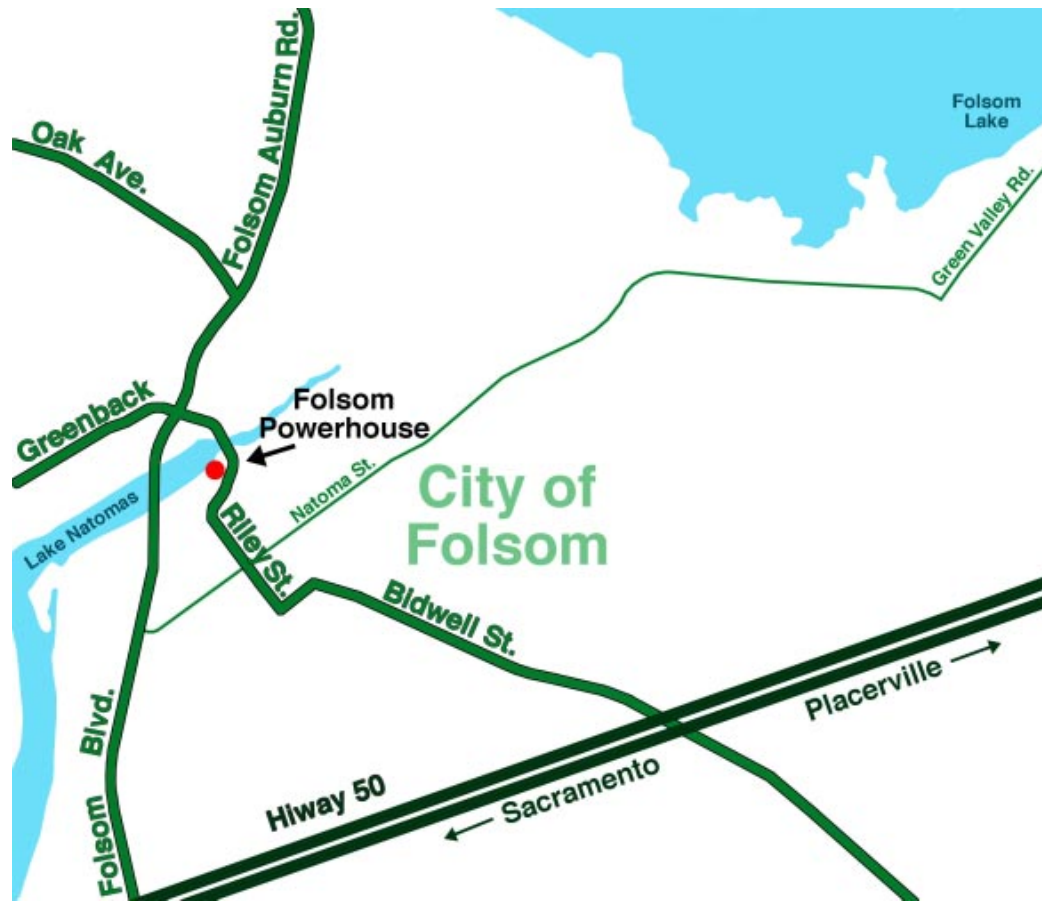 Folsom Auburn Rd.
Oak Ave.
Folsom
Lake
Green Valley Rd.
Greenback
Folsom
Powerhouse
Lake Natomas
Natoma St.
City of
Folsom
Riley St.
Bidwell St.
Folsom Blvd.
Hiway 50
Sacramento
Placerville